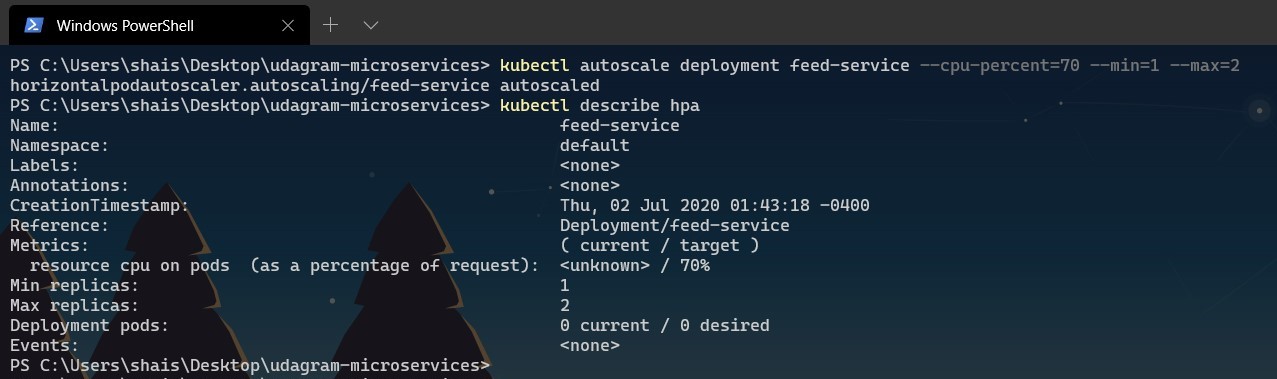 Windows PowerShell
PS C:\Users\shais\Desktop\udagram-microservices> kubectl autoscale deployment feed-service --cpu-percent=70 --min=1 --max=2
horizontalpodautoscaler.autoscaling/feed-service autoscaled
PS C:\Users\shais\Desktop\udagram-microservices> kubectl describe hpa
Name: feed-service
Namespace: default
Labels: <none>
Annotations: <none>
CreationTimestamp: Thu, 02 Jul 2020 01:43:18 -0400
Reference: Deployment/feed-service
Metrics: ( current / target )
  resource cpu on pods  (as a percentage of request): <unknown> / 70%
Min replicas: 1
Max replicas: 2
Deployment pods: 0 current / 0 desired
Events: <none>
PS C:\Users\shais\Desktop\udagram-microservices>